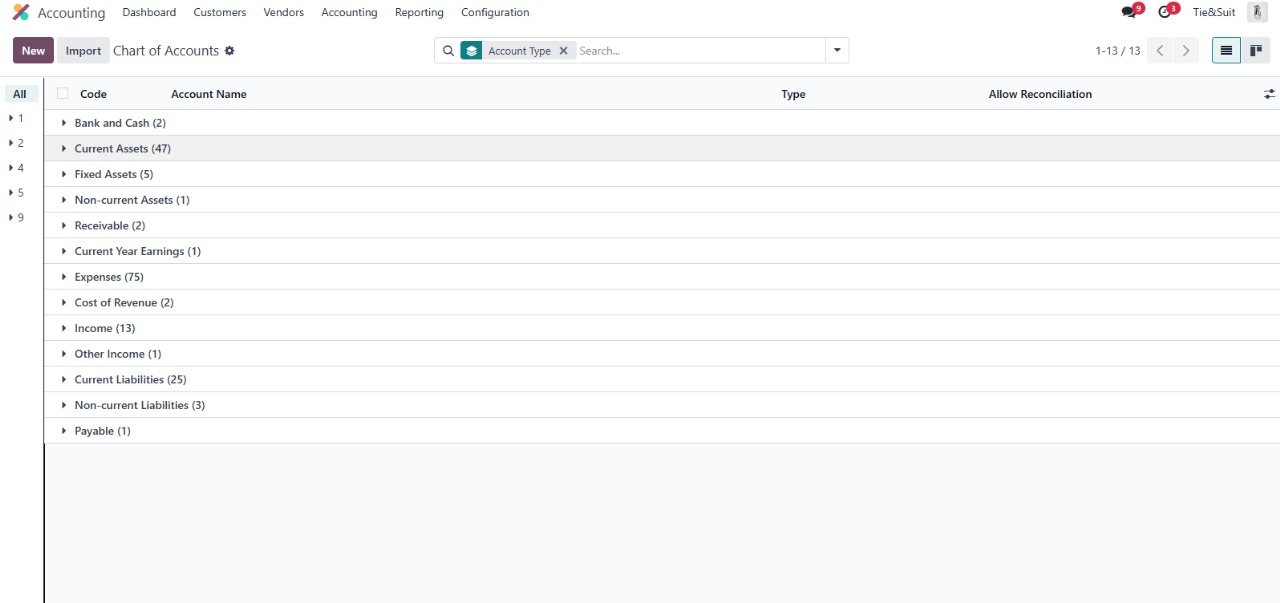 Accounting Dashboard Customers Vendors Accounting Reporting Configuration 9 3 Tie&Suit
New Import Chart of Accounts Account Type Search... 1-13 / 13
All Code Account Name Type Allow Reconciliation
1
2
4
5
9
Bank and Cash (2)
Current Assets (47)
Fixed Assets (5)
Non-current Assets (1)
Receivable (2)
Current Year Earnings (1)
Expenses (75)
Cost of Revenue (2)
Income (13)
Other Income (1)
Current Liabilities (25)
Non-current Liabilities (3)
Payable (1)